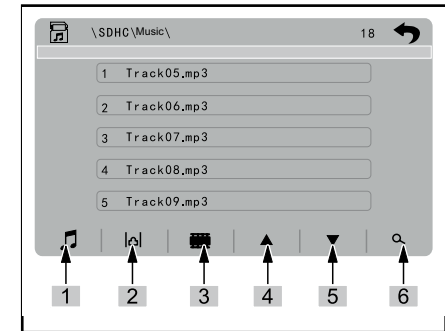 \SDHC\Music\ 18
1 Track05.mp3
2 Track06.mp3
3 Track07.mp3
4 Track08.mp3
5 Track09.mp3
1 2 3 4 5 6